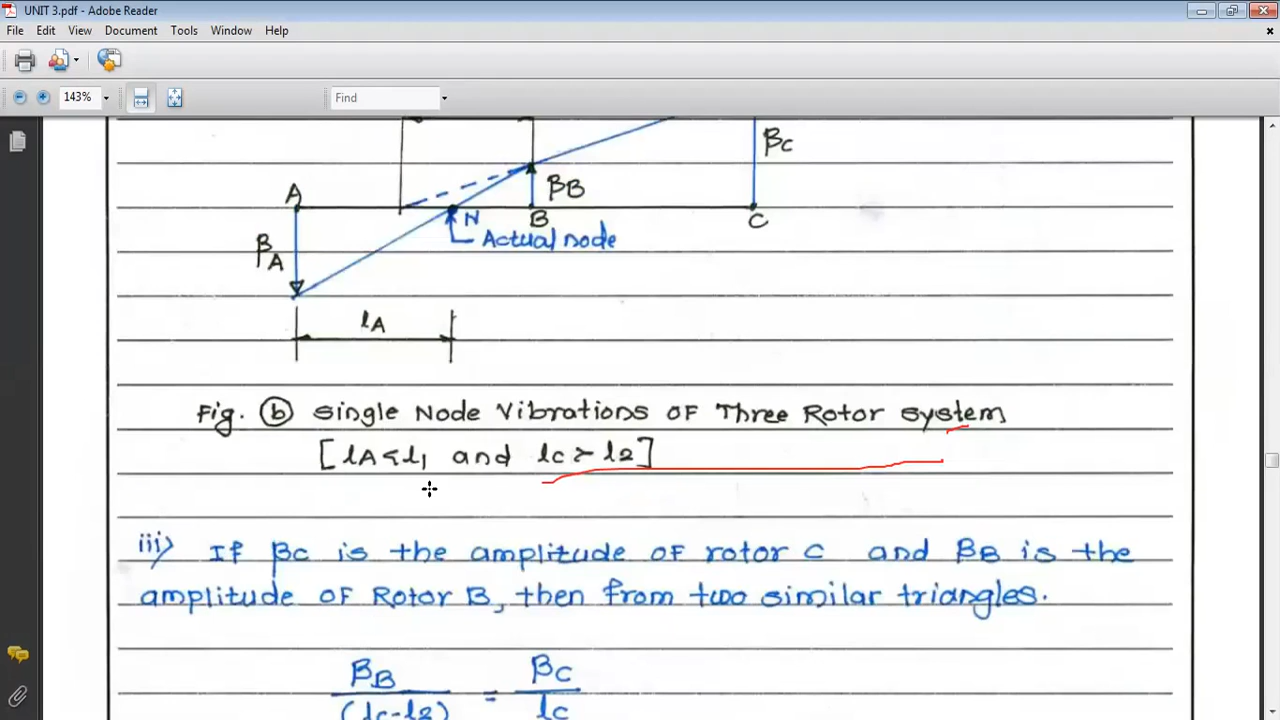 UNIT 3.pdf - Adobe Reader
File Edit View Document Tools Window Help
143% Find
βC
A βB
N B C
Actual node
βA
lA
Fig. (b) Single Node Vibrations OF Three Rotor system
[lA<l1 and lc > l2]
iii) If βc is the amplitude of rotor C and βB is the
amplitude OF Rotor B, then from two similar triangles.
βB = βC
(lc-l2) lc